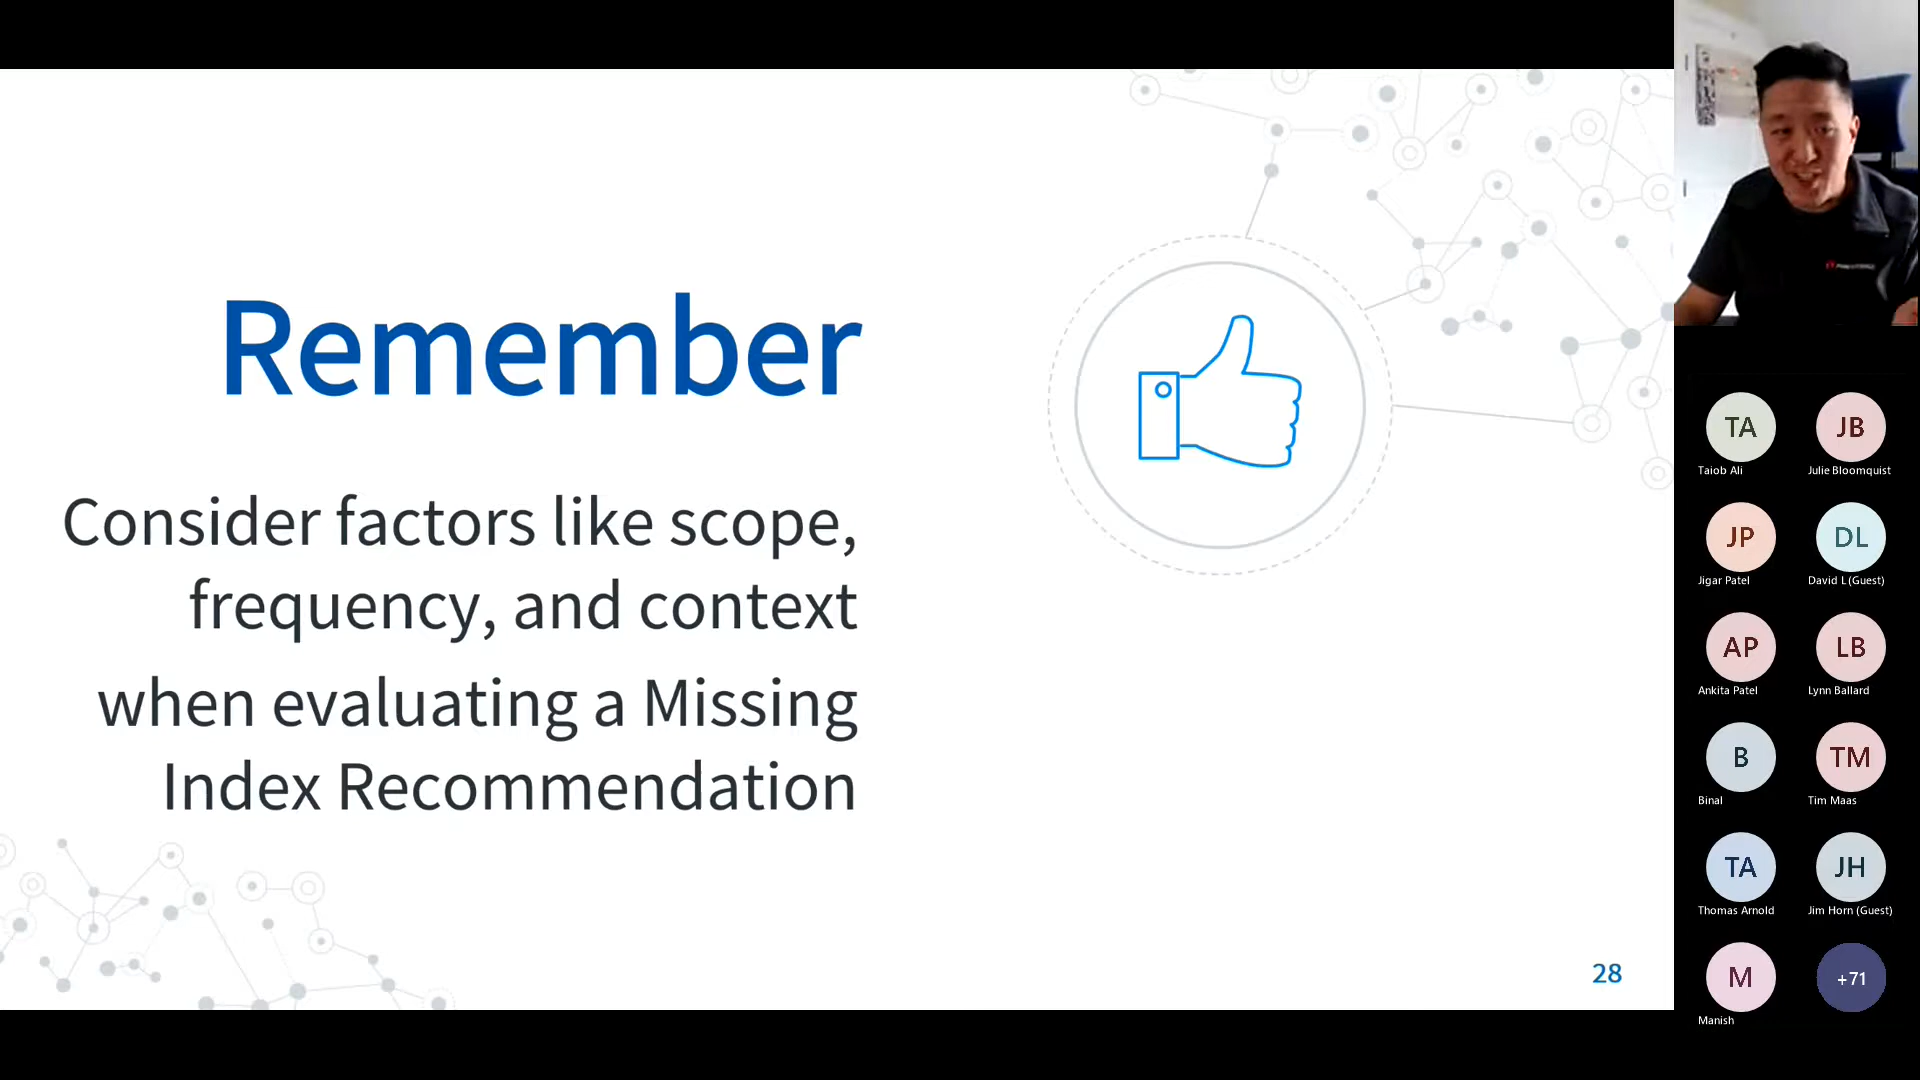 Remember
Consider factors like scope,
frequency, and context
when evaluating a Missing
Index Recommendation
28
TA
Taiob Ali
JB
Julie Bloomquist
JP
Jigar Patel
DL
David L (Guest)
AP
Ankita Patel
LB
Lynn Ballard
B
Binal
TM
Tim Maas
TA
Thomas Arnold
JH
Jim Horn (Guest)
M
Manish
+71